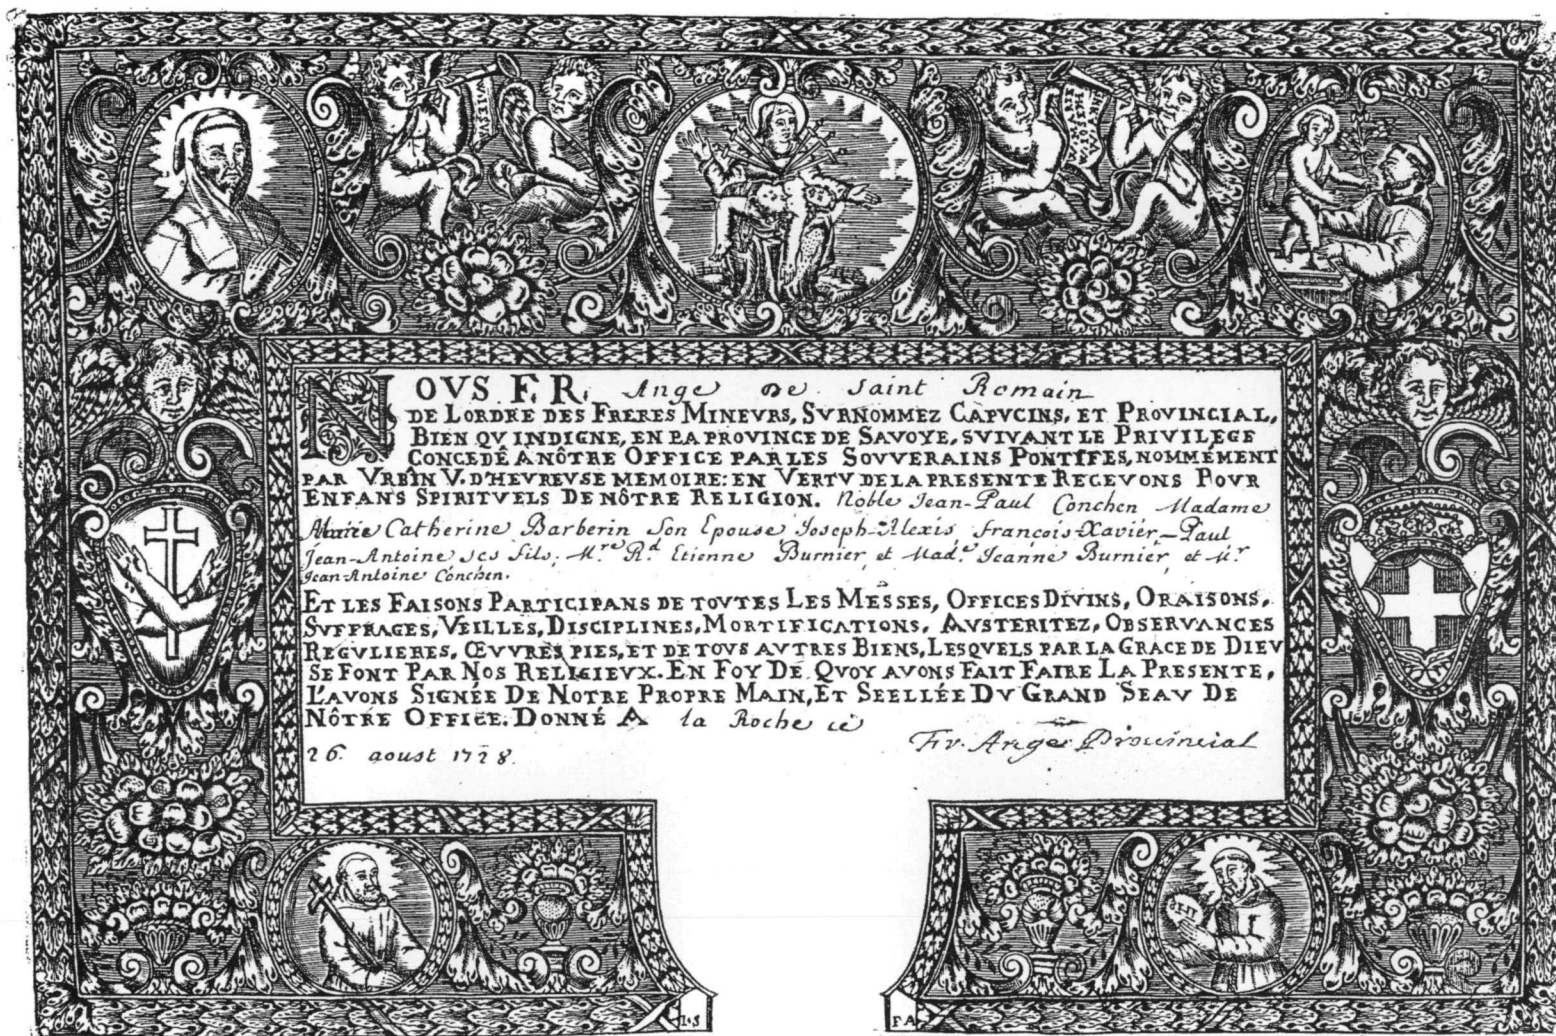 NOVS F. R. Ange De Saint Romain
DE LORDRE DES FRERES MINEVRS, SVRNOMMEZ CAPVCINS, ET PROVINCIAL,
BIEN QV INDIGNE, EN LA PROVINCE DE SAVOYE, SVIVANT LE PRIVILEGE
CONCEDÊ A NÔTRE OFFICE PAR LES SOVVERAINS PONTIFES, NOMMÉMENT
PAR VRBIN V. D'HEVREVSE MEMOIRE: EN VERTV DE LA PRESENTE RECEVONS POVR
ENFANS SPIRITVELS DE NÔTRE RELIGION. Noble Jean-Paul Conchen Madame
Marie Catherine Barberin Son Epouse Joseph-Alexis, François-Xavier,-Paul
Jean-Antoine ses fils, M.re R.d Etienne Burnier, et Mad.e Jeanne Burnier, et M.r
Jean-Antoine Conchen.
ET LES FAISONS PARTICIPANS DE TOVTES LES MESSES, OFFICES DIVINS, ORAISONS,
SVFFRAGES, VEILLES, DISCIPLINES, MORTIFICATIONS, AVSTERITEZ, OBSERVANCES
REGVLIERES, ŒVVRES PIES, ET DE TOVS AVTRES BIENS, LESQVELS PAR LA GRACE DE DIEV
SE FONT PAR NOS RELIGIEVX. EN FOY DE QVOY AVONS FAIT FAIRE LA PRESENTE,
L'AVONS SIGNÉE DE NOTRE PROPRE MAIN, ET SEELLÉE DV GRAND SEAV DE
NÔTRE OFFICE. DONNÉ A la Roche ce
26. aoust 1728.
Fr. Ange Provincial
I·S
F A